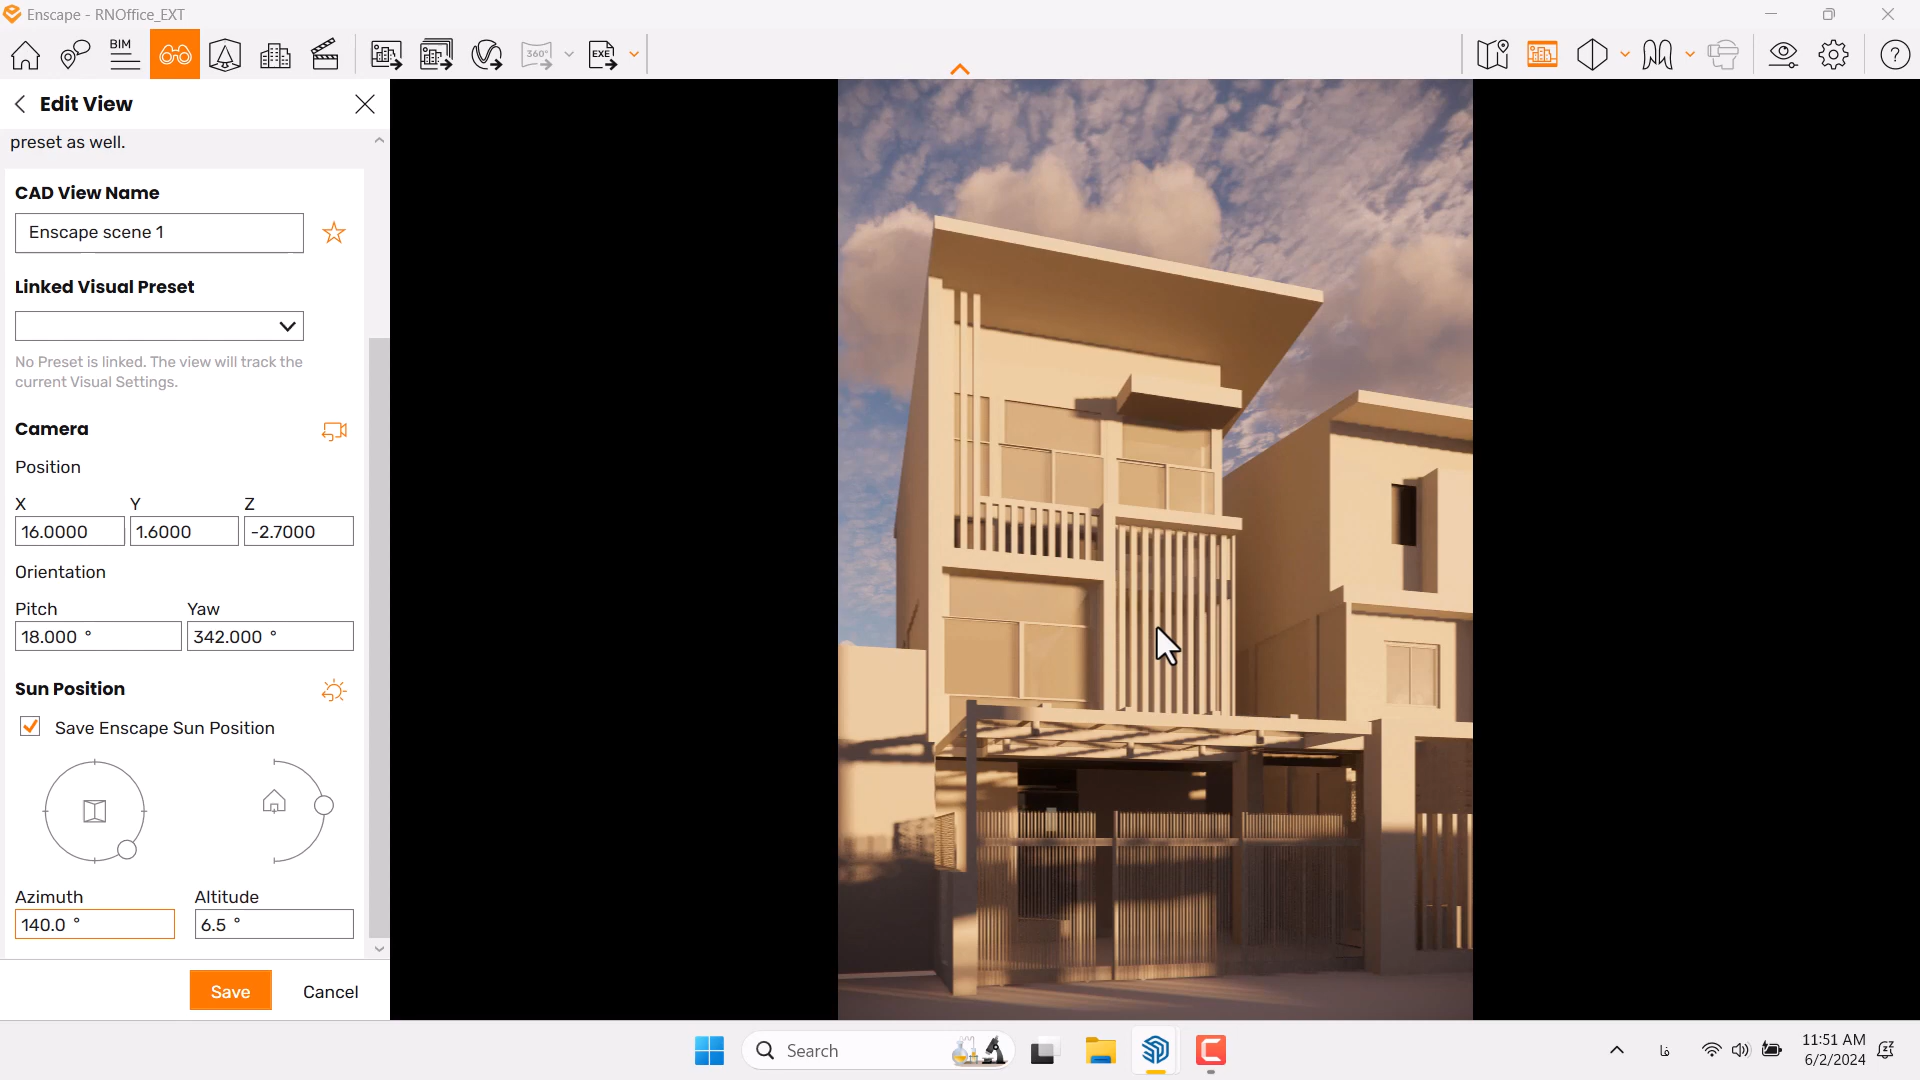 Enscape - RNOffice_EXT
BIM
360°
EXE
Edit View
preset as well.
CAD View Name
Enscape scene 1
Linked Visual Preset
No Preset is linked. The view will track the
current Visual Settings.
Camera
Position
X Y Z
16.0000 1.6000 -2.7000
Orientation
Pitch Yaw
18.000 ° 342.000 °
Sun Position
Save Enscape Sun Position
Azimuth Altitude
140.0 ° 6.5 °
Save Cancel
Search
فا
11:51 AM
6/2/2024